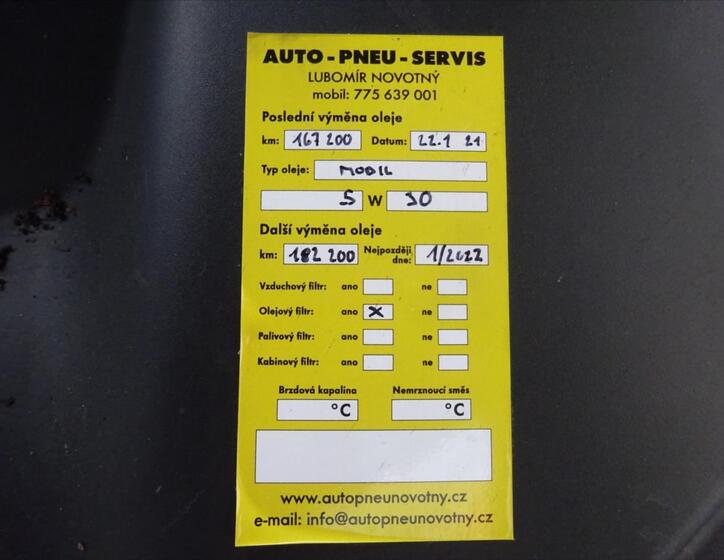 AUTO - PNEU - SERVIS
LUBOMÍR NOVOTNÝ
mobil: 775 639 001
Poslední výměna oleje
km: 167 200 Datum: 22.1 21
Typ oleje: MOBIL
5 W 30
Další výměna oleje
km: 182 200 Nejpozději dne: 1/2022
Vzduchový filtr: ano ne
Olejový filtr: ano X ne
Palivový filtr: ano ne
Kabinový filtr: ano ne
Brzdová kapalina Nemrznoucí směs
°C °C
www.autopneunovotny.cz
e-mail: info@autopneunovotny.cz